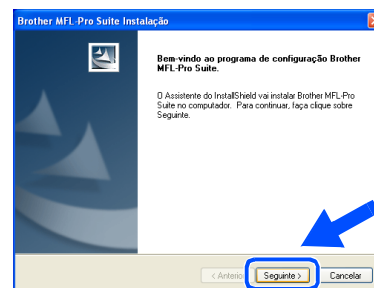 Brother MFL-Pro Suite Instalação
Bem-vindo ao programa de configuração Brother
MFL-Pro Suite.
O Assistente do InstallShield vai instalar Brother MFL-Pro
Suite no computador. Para continuar, faça clique sobre
Seguinte.
< Anterior
Seguinte >
Cancelar